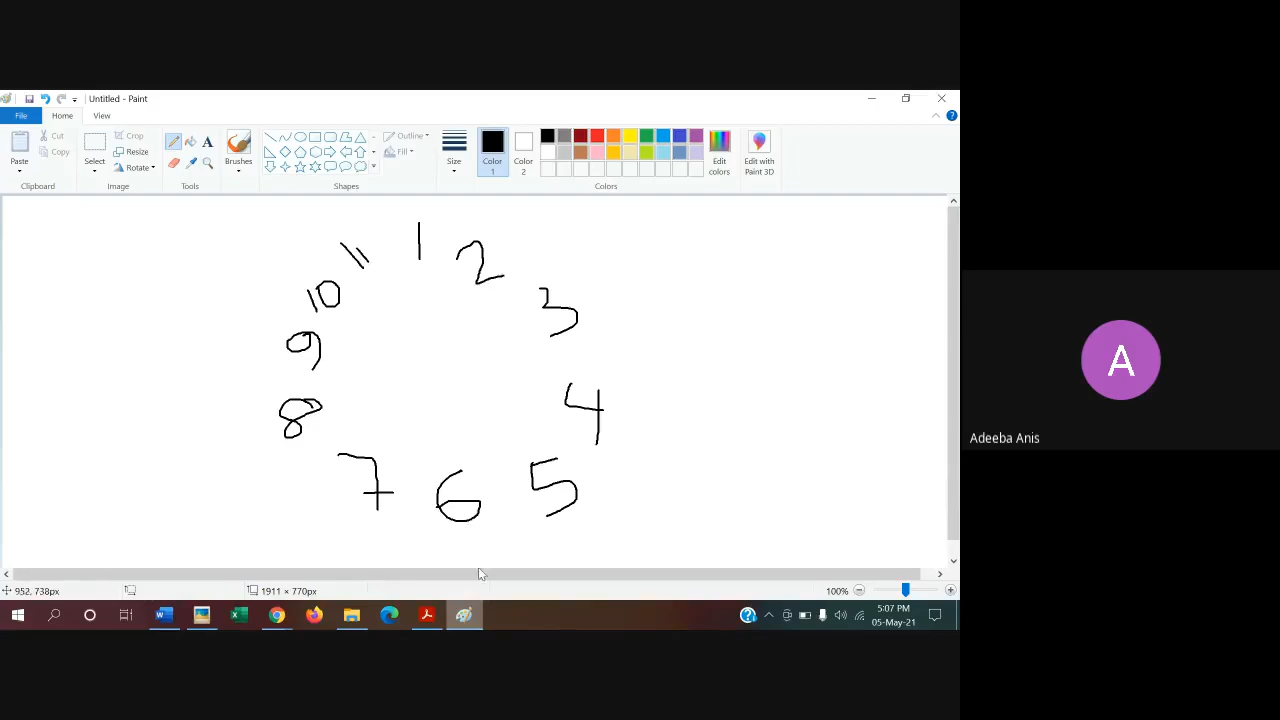 Untitled - Paint
File Home View
Paste
Cut
Copy
Clipboard
Select
Crop
Resize
Rotate
Image
A
Tools
Brushes
Outline
Fill
Shapes
Size
Color 1
Color 2
Edit colors
Colors
Edit with Paint 3D
1
2
3
4
5
6
7
8
9
10
11
A
Adeeba Anis
952, 738px
1911 × 770px
100%
5:07 PM
05-May-21